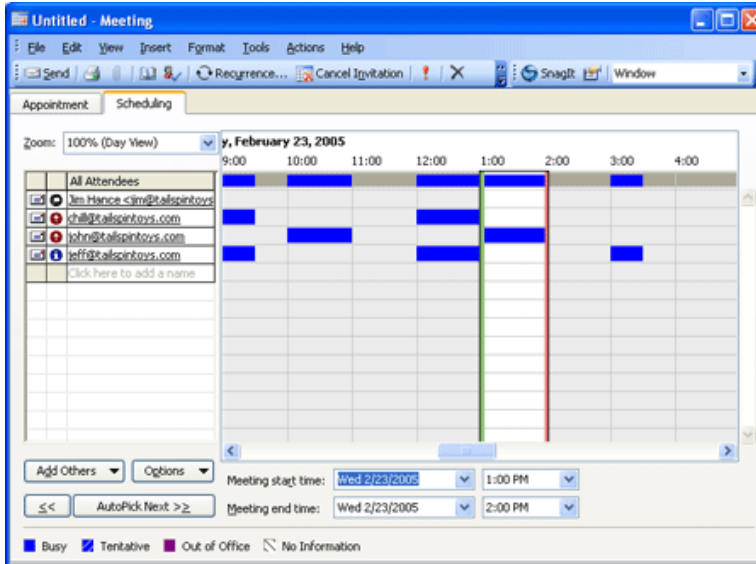 Untitled - Meeting
File Edit View Insert Format Tools Actions Help
Send Recurrence... Cancel Invitation SnagIt Window
Appointment Scheduling
Zoom: 100% (Day View) y, February 23, 2005
9:00 10:00 11:00 12:00 1:00 2:00 3:00 4:00
All Attendees
Jim Hance <jim@tailspintoys
chill@tailspintoys.com
john@tailspintoys.com
jeff@tailspintoys.com
Click here to add a name
Add Others Options Meeting start time: Wed 2/23/2005 1:00 PM
<< AutoPick Next >> Meeting end time: Wed 2/23/2005 2:00 PM
Busy Tentative Out of Office No Information